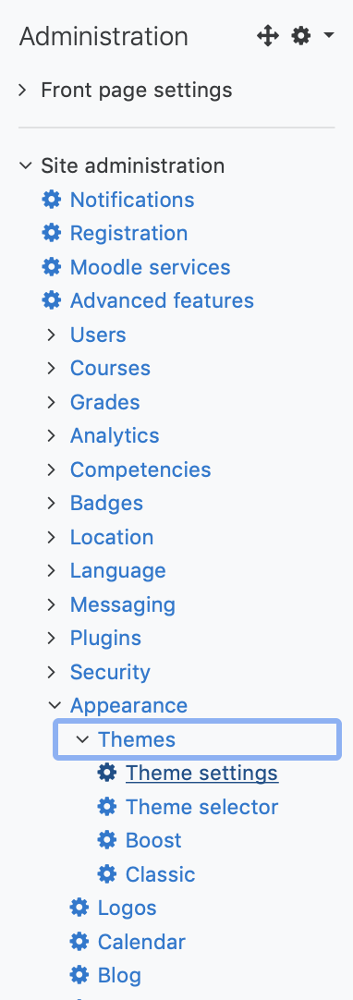 Administration
Front page settings
Site administration
Notifications
Registration
Moodle services
Advanced features
Users
Courses
Grades
Analytics
Competencies
Badges
Location
Language
Messaging
Plugins
Security
Appearance
Themes
Theme settings
Theme selector
Boost
Classic
Logos
Calendar
Blog